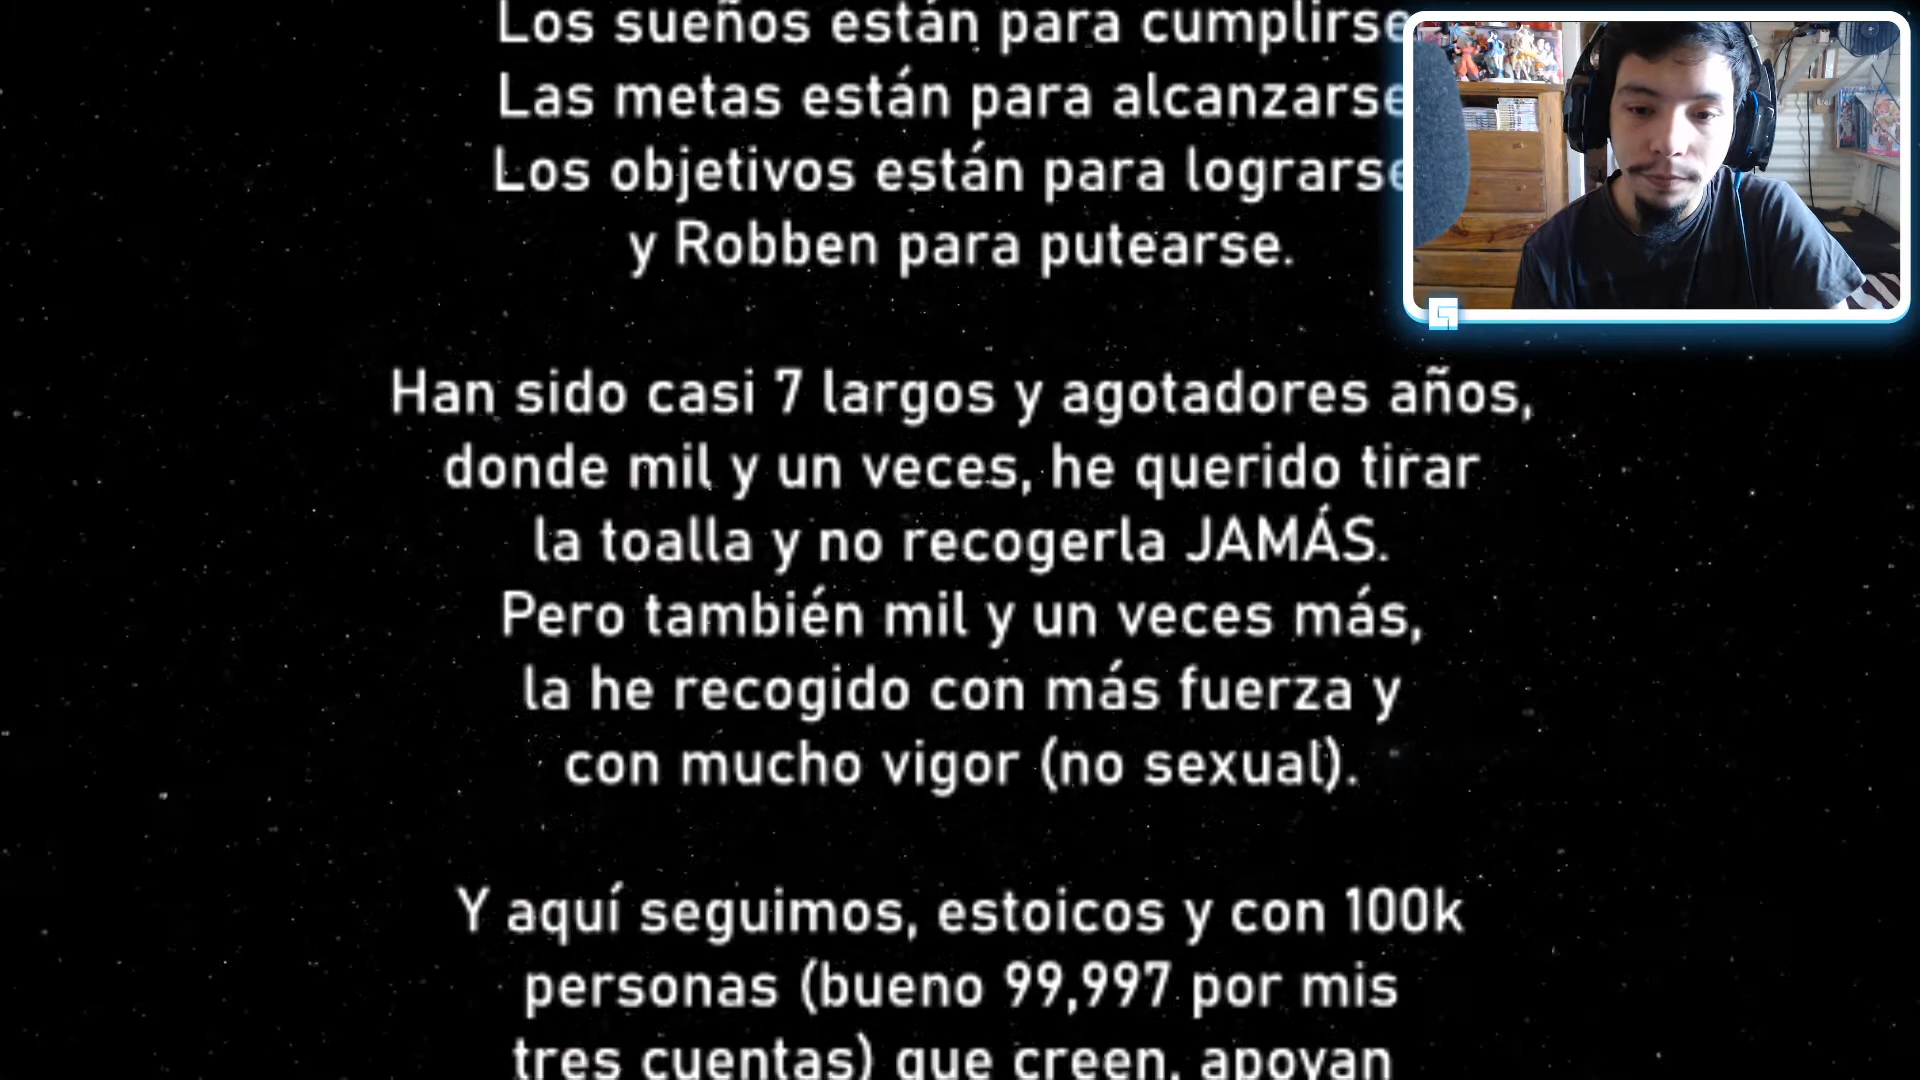 Los sueños están para cumplirse
Las metas están para alcanzarse
Los objetivos están para lograrse
y Robben para putearse.
Han sido casi 7 largos y agotadores años,
donde mil y un veces, he querido tirar
la toalla y no recogerla JAMÁS.
Pero también mil y un veces más,
la he recogido con más fuerza y
con mucho vigor (no sexual).
Y aquí seguimos, estoicos y con 100k
personas (bueno 99,997 por mis
tres cuentas) que creen, apoyan